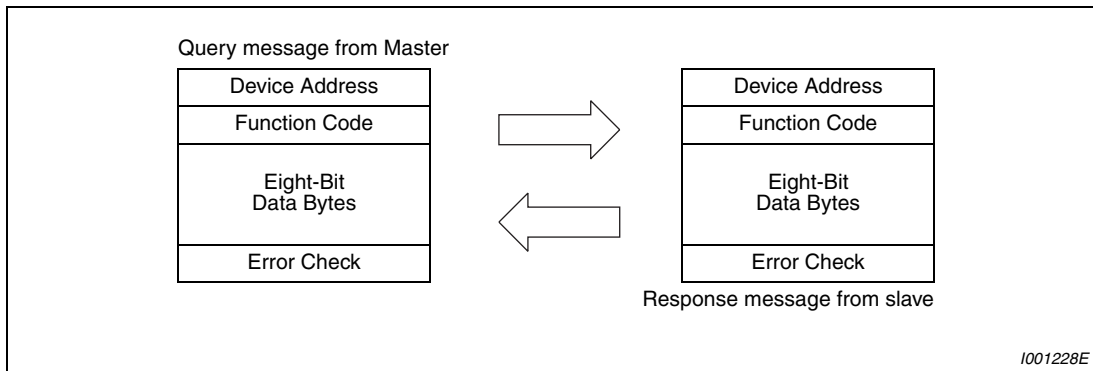 Query message from Master
Device Address
Function Code
Eight-Bit
Data Bytes
Error Check
Device Address
Function Code
Eight-Bit
Data Bytes
Error Check
Response message from slave
I001228E